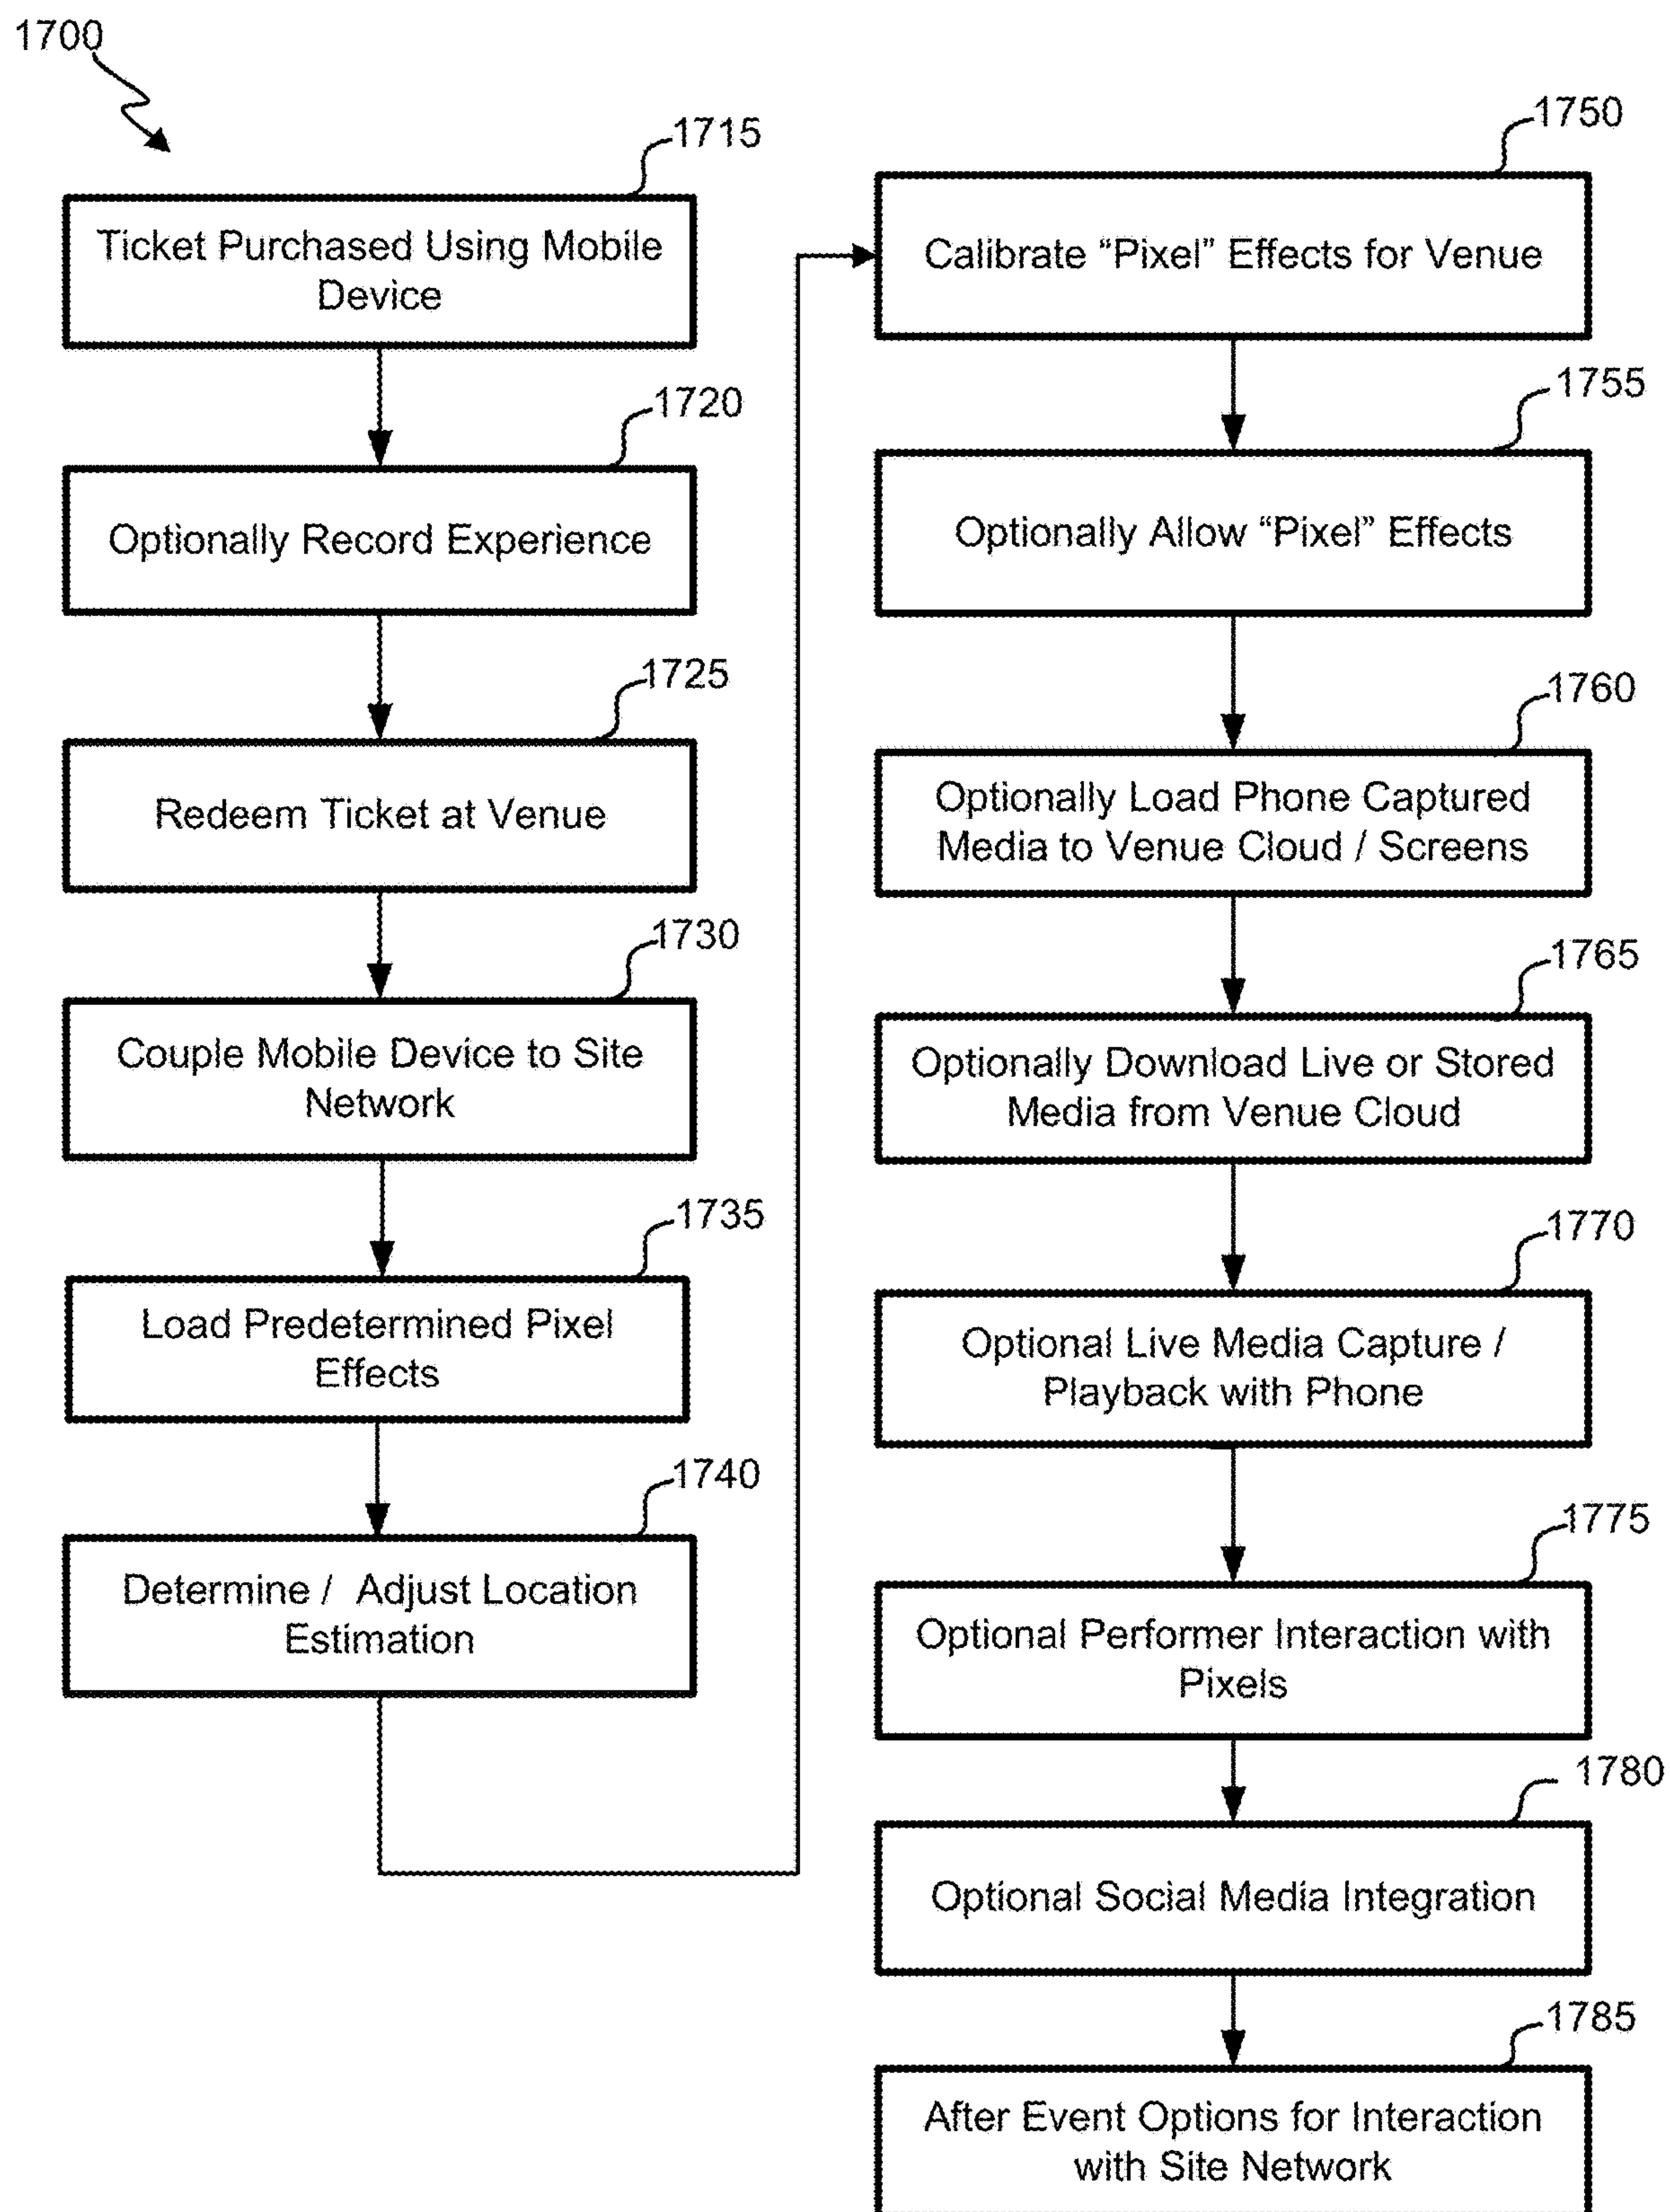 1700
1715
Ticket Purchased Using Mobile
Device
1720
Optionally Record Experience
1725
Redeem Ticket at Venue
1730
Couple Mobile Device to Site
Network
1735
Load Predetermined Pixel
Effects
1740
Determine / Adjust Location
Estimation
1750
Calibrate “Pixel” Effects for Venue
1755
Optionally Allow “Pixel” Effects
1760
Optionally Load Phone Captured
Media to Venue Cloud / Screens
1765
Optionally Download Live or Stored
Media from Venue Cloud
1770
Optional Live Media Capture /
Playback with Phone
1775
Optional Performer Interaction with
Pixels
1780
Optional Social Media Integration
1785
After Event Options for Interaction
with Site Network